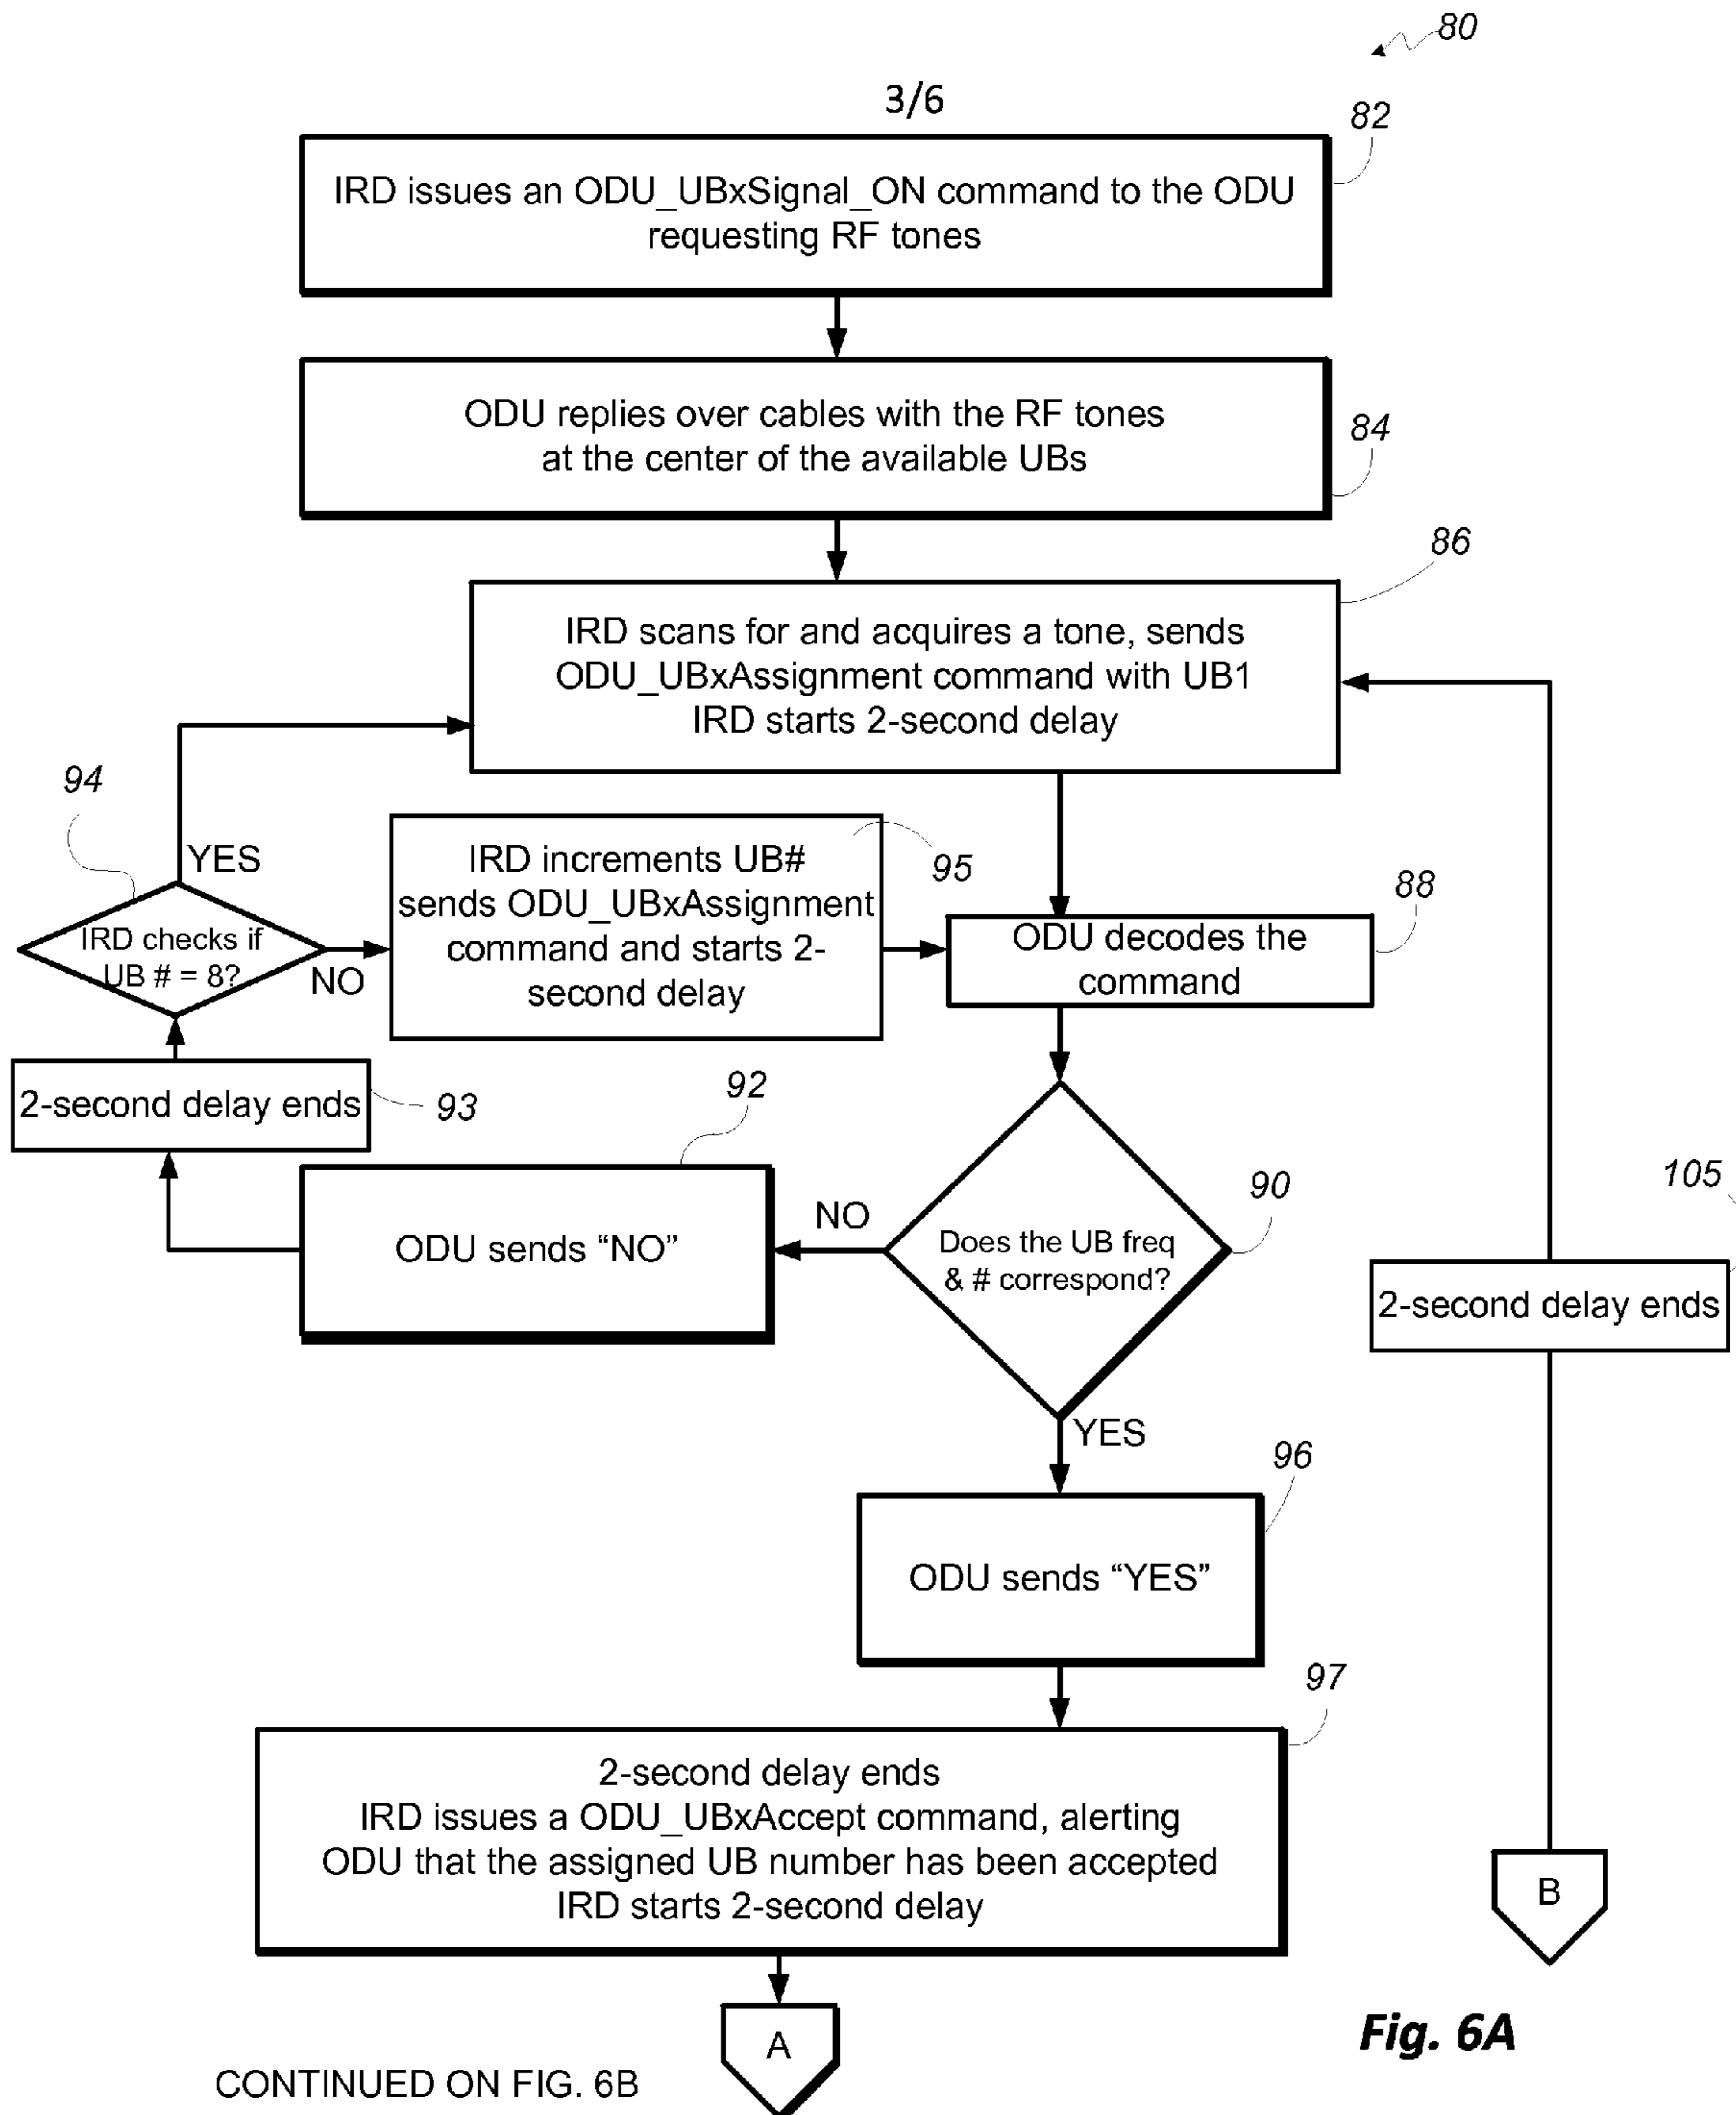 80
3/6
82
IRD issues an ODU_UBxSignal_ON command to the ODU
requesting RF tones
ODU replies over cables with the RF tones
at the center of the available UBs
84
86
IRD scans for and acquires a tone, sends
ODU_UBxAssignment command with UB1
IRD starts 2-second delay
94
YES
IRD checks if
UB # = 8?
NO
IRD increments UB#
sends ODU_UBxAssignment
command and starts 2-
second delay
95
88
ODU decodes the
command
2-second delay ends
93
92
ODU sends “NO”
NO
90
Does the UB freq
& # correspond?
105
2-second delay ends
YES
96
ODU sends “YES”
97
2-second delay ends
IRD issues a ODU_UBxAccept command, alerting
ODU that the assigned UB number has been accepted
IRD starts 2-second delay
B
A
Fig. 6A
CONTINUED ON FIG. 6B